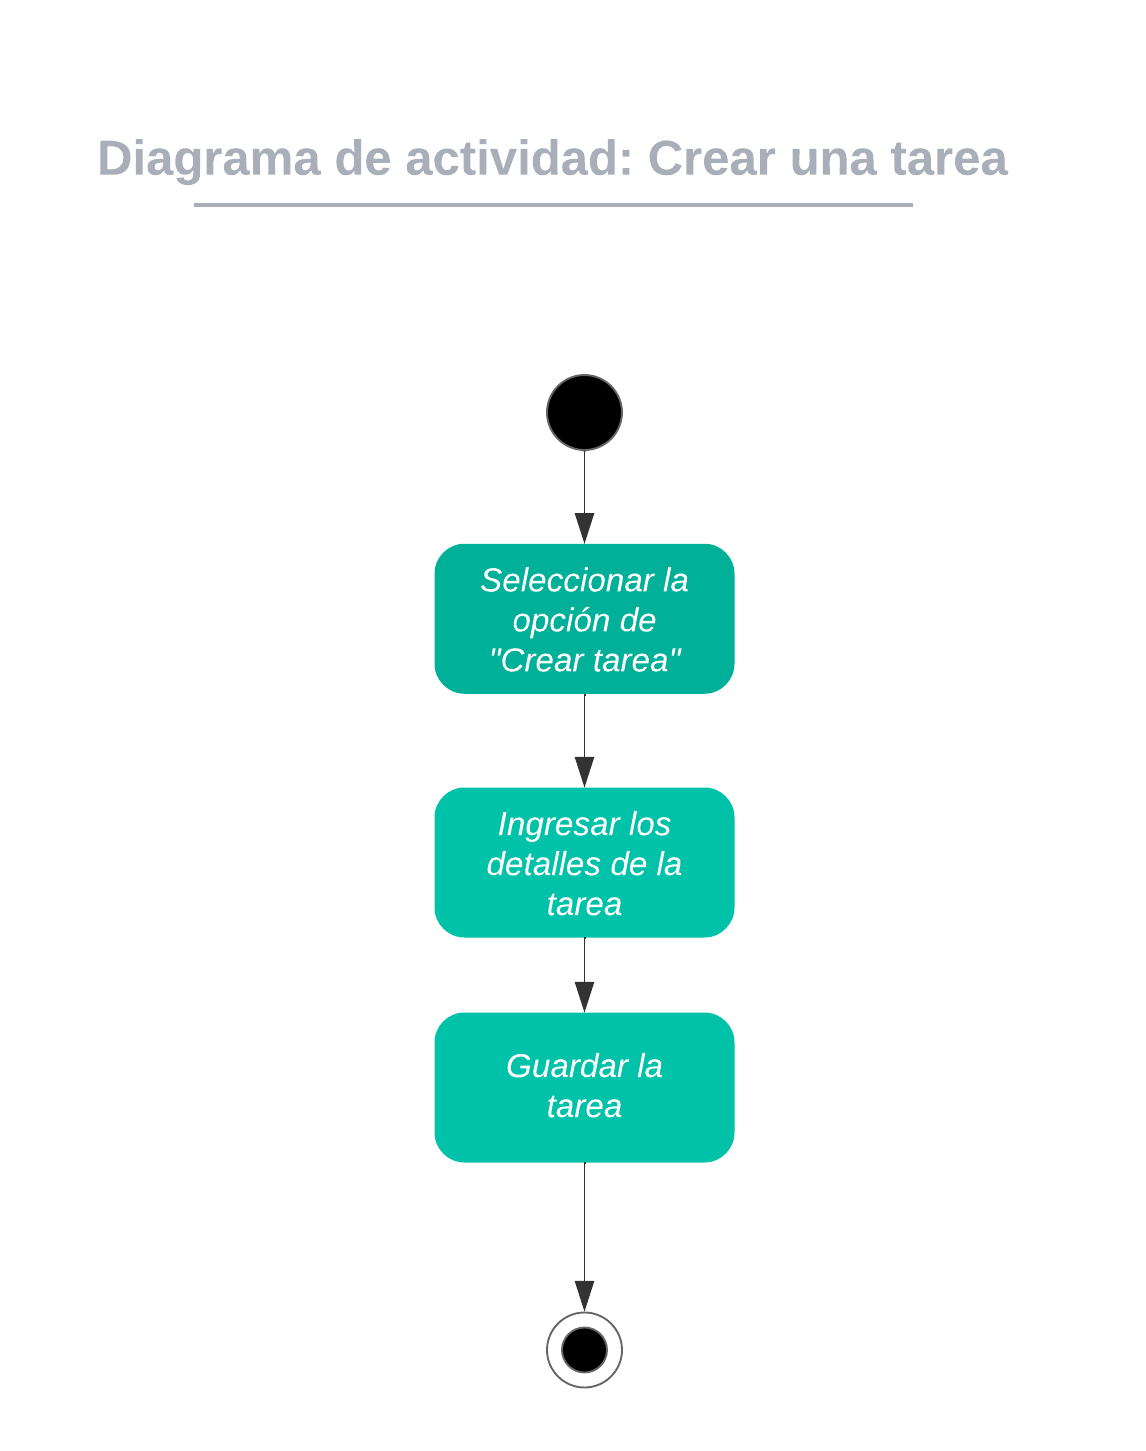 Diagrama de actividad: Crear una tarea
Seleccionar la
opción de
"Crear tarea"
Ingresar los
detalles de la
tarea
Guardar la
tarea